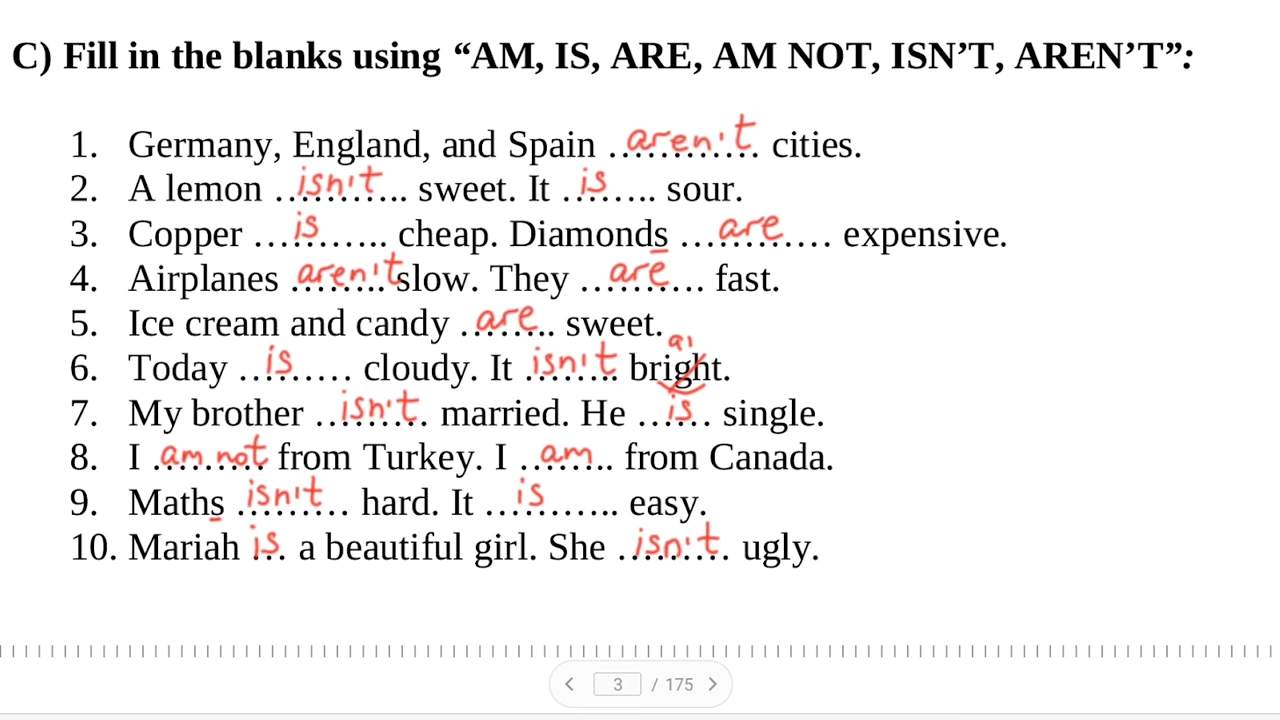 C) Fill in the blanks using “AM, IS, ARE, AM NOT, ISN’T, AREN’T”:
1. Germany, England, and Spain ………… aren't cities.
2. A lemon ……….. isn't sweet. It …….. is sour.
3. Copper ……….. is cheap. Diamonds ………… are expensive.
4. Airplanes …….. aren't slow. They ………. are fast.
5. Ice cream and candy …….. are sweet.
ai
6. Today ……… is cloudy. It …….. isn't bright.
7. My brother ……… isn't married. He …… is single.
8. I ……… am not from Turkey. I …….. am from Canada.
9. Maths ……… isn't hard. It ……….. is easy.
10. Mariah … is a beautiful girl. She ……… isn't ugly.
3 / 175